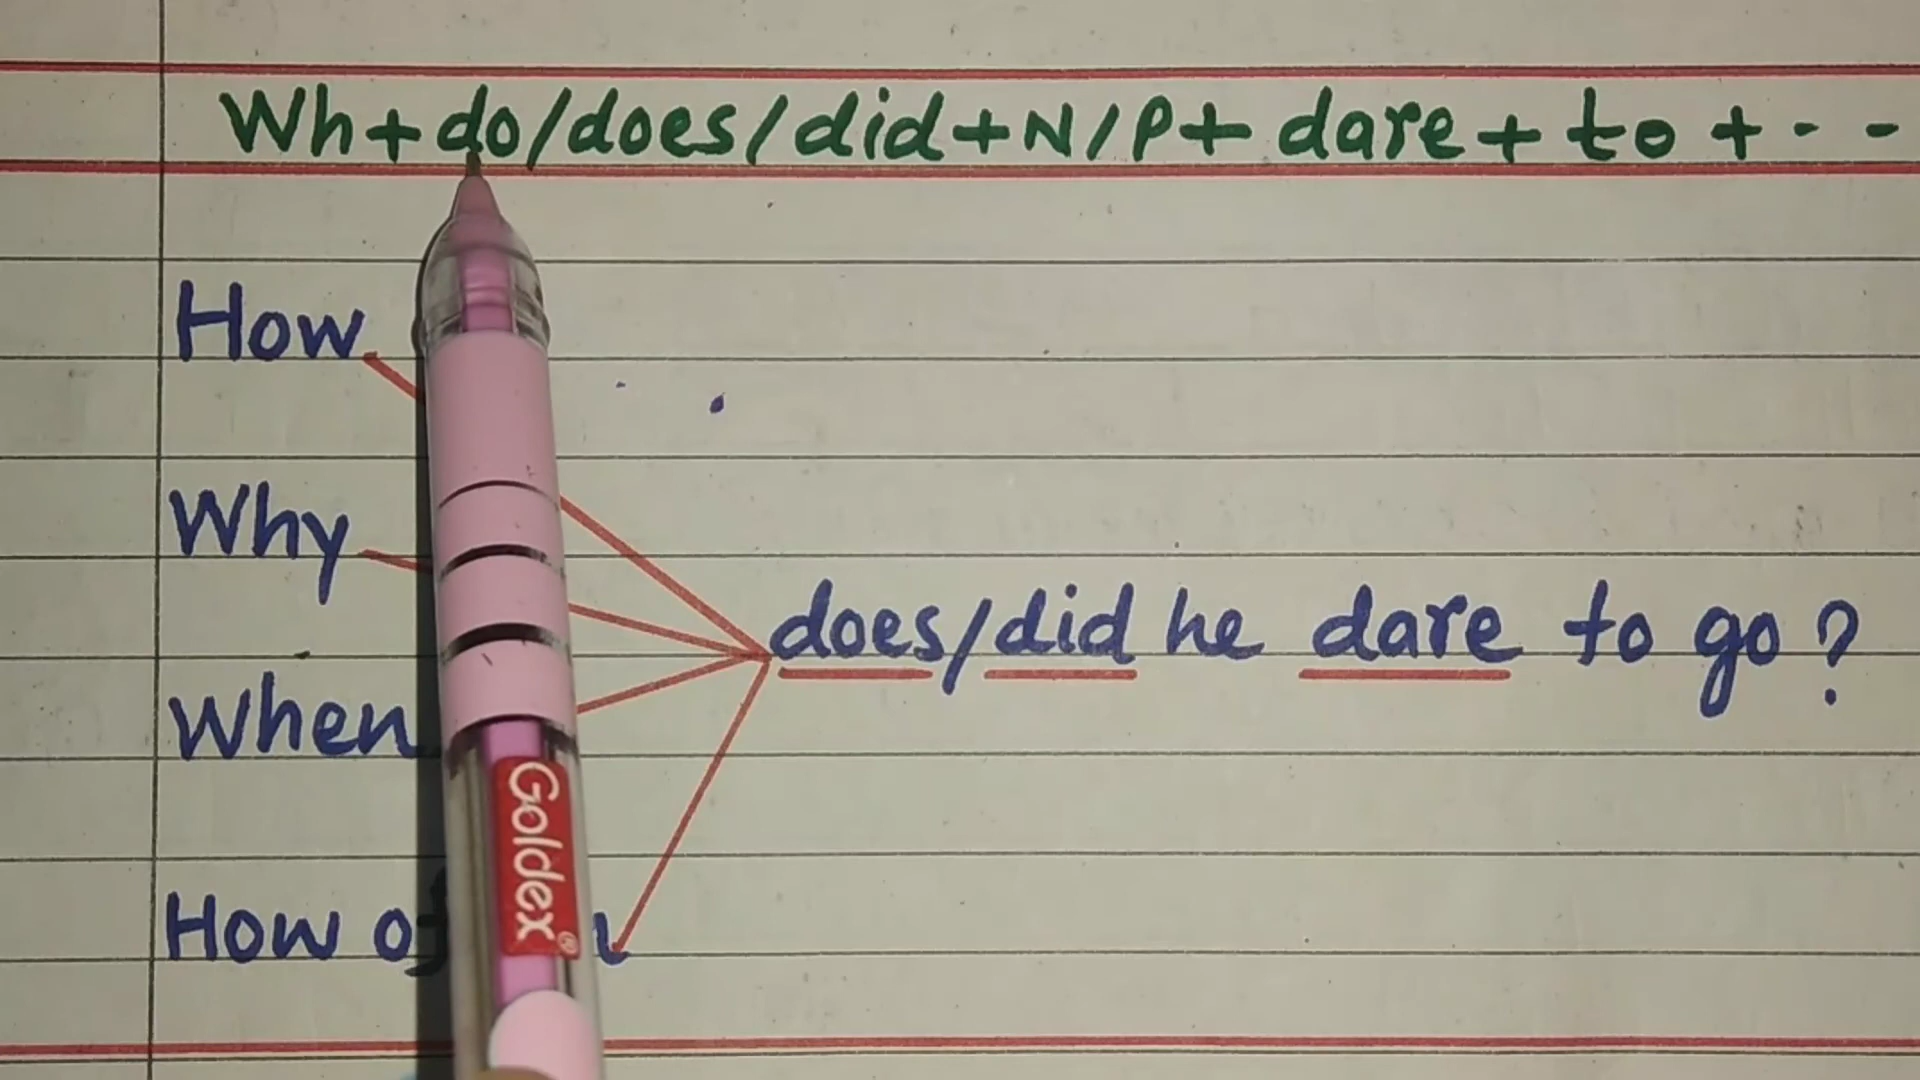 Wh + do/does/did + N/P + dare + to + - -
How
Why
does/did he dare to go?
When
How
Goldex®